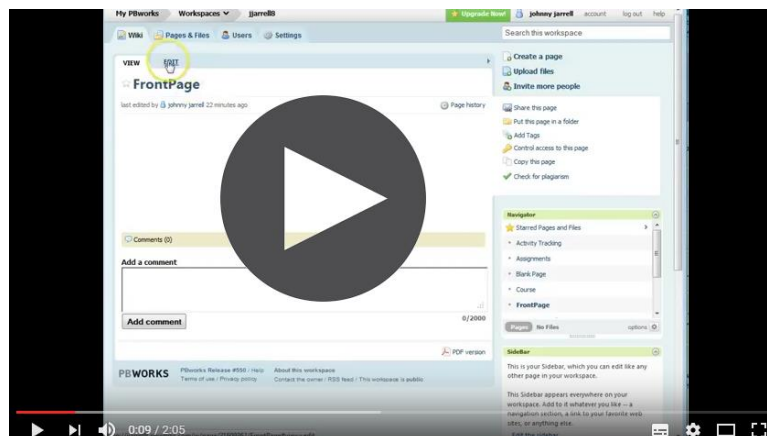 My PBworks Workspaces jjarrell8
Upgrade Now! johnny jarrell account log out help
Wiki Pages & Files Users Settings
Search this workspace
VIEW EDIT
FrontPage
last edited by johnny jarrell 22 minutes ago
Page history
Comments (0)
Add a comment
Add comment
0/2000
PDF version
PBWORKS
PBworks Release #550 / Help
Terms of use / Privacy policy
About this workspace
Contact the owner / RSS feed / This workspace is public
Create a page
Upload files
Invite more people
Share this page
Put this page in a folder
Add Tags
Control access to this page
Copy this page
Check for plagiarism
Navigator
Starred Pages and Files
Activity Tracking
Assignments
Blank Page
Course
FrontPage
Pages No Files options
SideBar
This is your Sidebar, which you can edit like any
other page in your workspace.
This Sidebar appears everywhere on your
workspace. Add to it whatever you like -- a
navigation section, a link to your favorite web
sites, or anything else.
Edit the sidebar
0:09 / 2:05